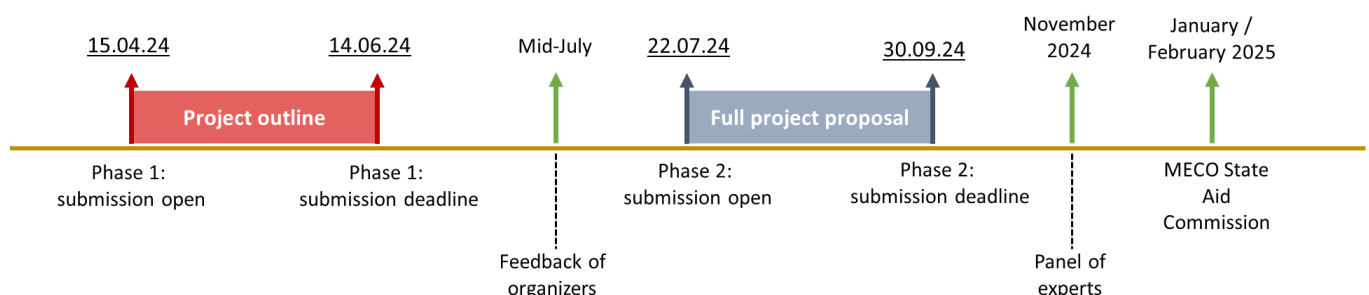 15.04.24
14.06.24
Mid-July
22.07.24
30.09.24
November
2024
January /
February 2025
Project outline
Full project proposal
Phase 1:
submission open
Phase 1:
submission deadline
Phase 2:
submission open
Phase 2:
submission deadline
MECO State
Aid
Commission
Feedback of
organizers
Panel of
experts